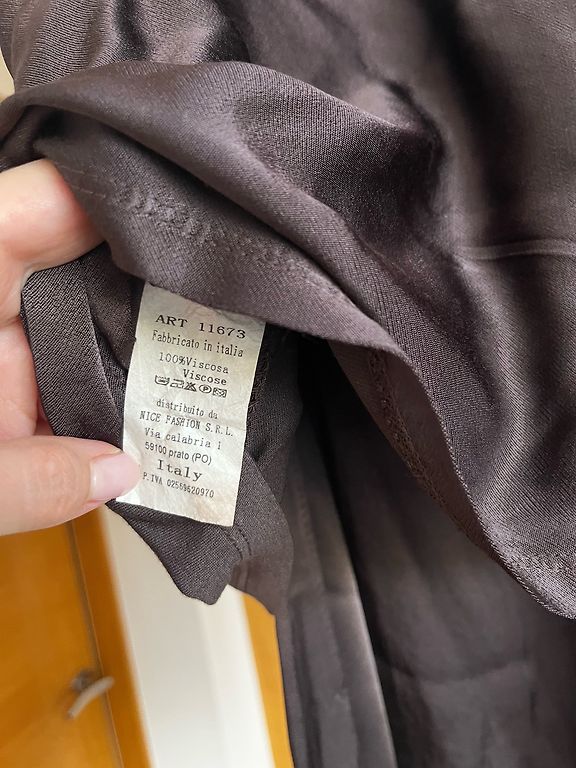 ART 11673
Fabbricato in italia
100%Viscosa
Viscose
distribuito da
NICE FASHION S.R.L.
Via calabria 1
59100 prato (PO)
Italy
P.IVA 02569620970